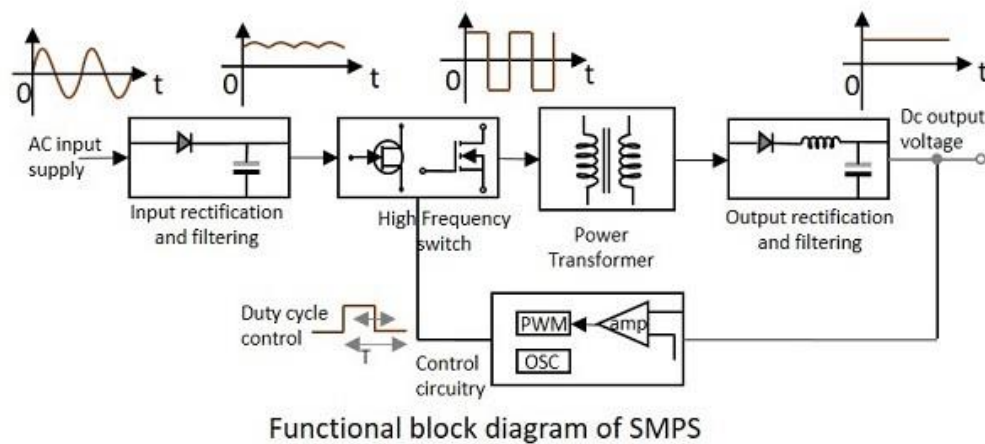 t
0
t
0
t
0
t
0
AC input
supply
Dc output
voltage
Input rectification
and filtering
High Frequency
switch
Power
Transformer
Output rectification
and filtering
Duty cycle
control
T
Control
circuitry
PWM
amp
OSC
Functional block diagram of SMPS